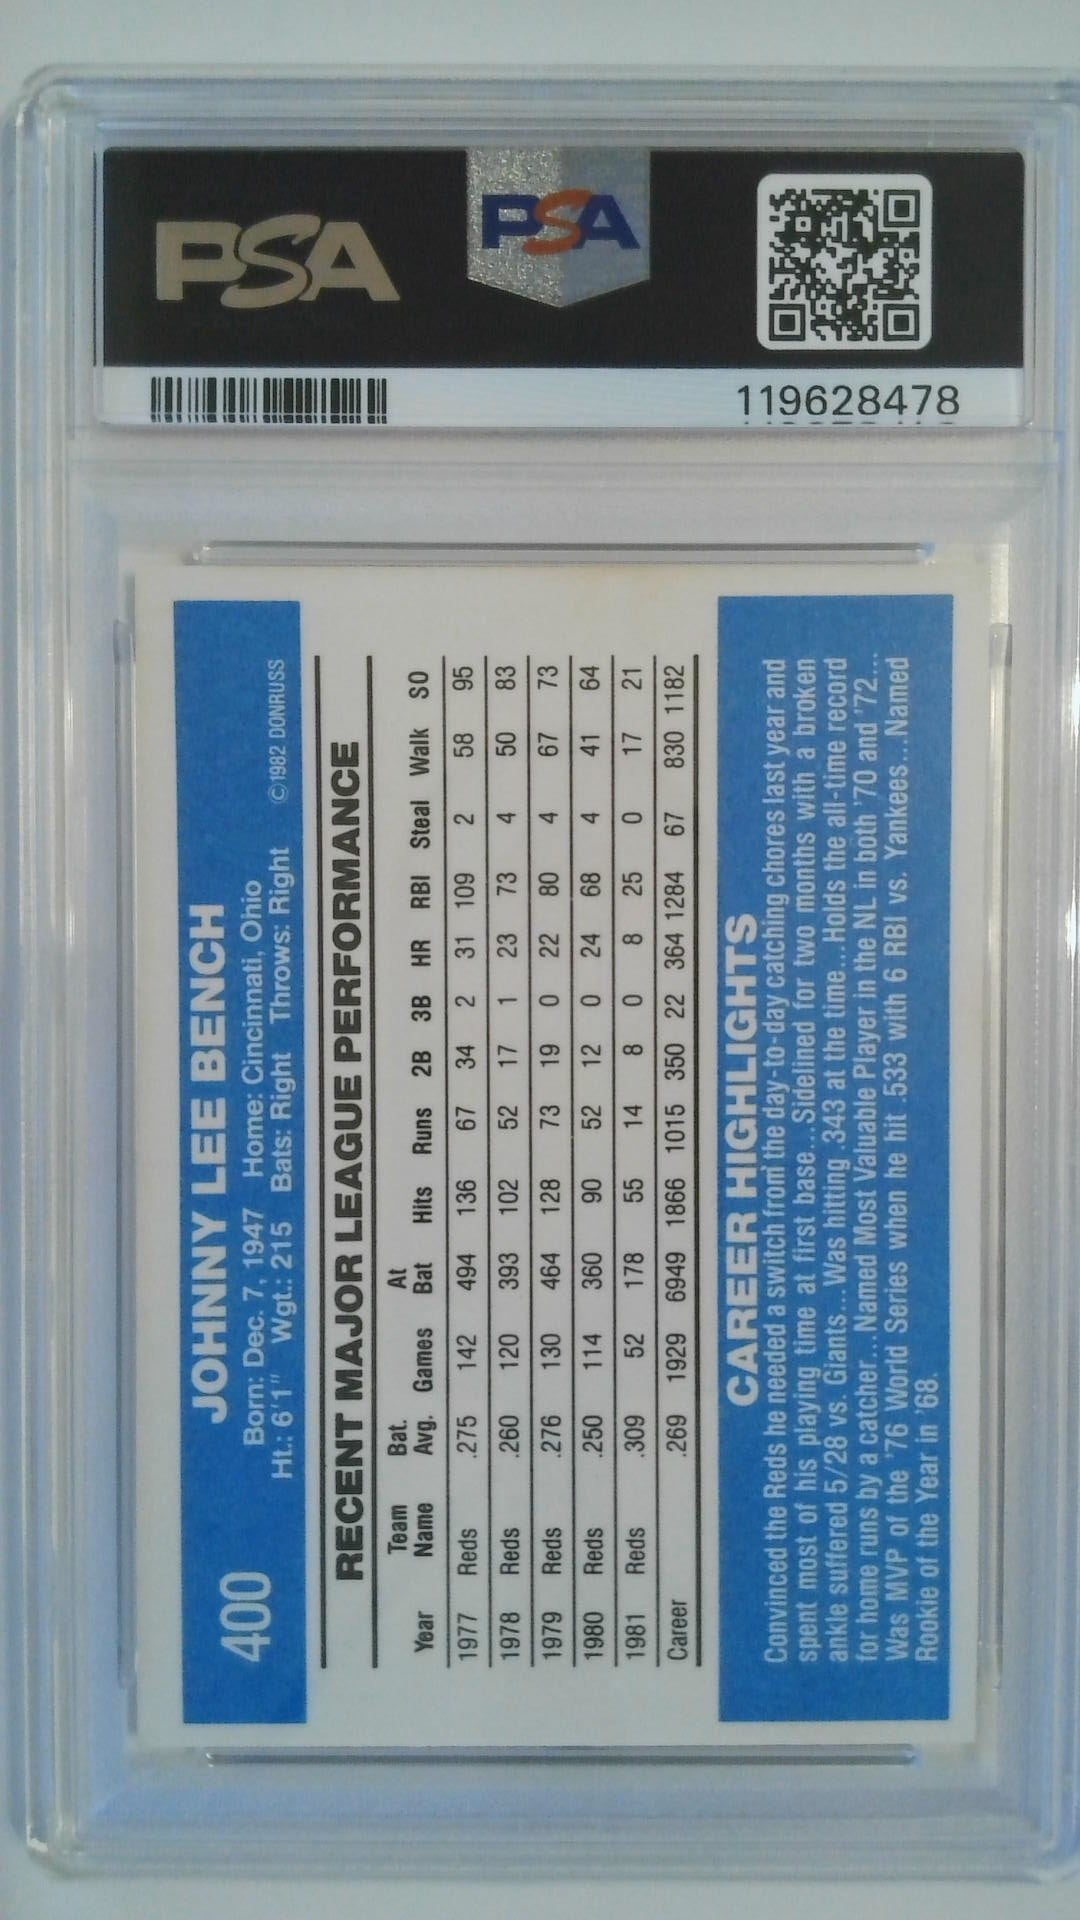 PSA
PSA
119628478
400
JOHNNY LEE BENCH
Born: Dec. 7, 1947 Home: Cincinnati, Ohio
Ht.: 6'1" Wgt.: 215 Bats: Right Throws: Right ©1982 DONRUSS
RECENT MAJOR LEAGUE PERFORMANCE
Year Team Name Bat. Avg. Games At Bat Hits Runs 2B 3B HR RBI Steal Walk SO
1977 Reds .275 142 494 136 67 34 2 31 109 2 58 95
1978 Reds .260 120 393 102 52 17 1 23 73 4 50 83
1979 Reds .276 130 464 128 73 19 0 22 80 4 67 73
1980 Reds .250 114 360 90 52 12 0 24 68 4 41 64
1981 Reds .309 52 178 55 14 8 0 8 25 0 17 21
Career .269 1929 6949 1866 1015 350 22 364 1284 67 830 1182
CAREER HIGHLIGHTS
Convinced the Reds he needed a switch from the day-to-day catching chores last year and
spent most of his playing time at first base...Sidelined for two months with a broken
ankle suffered 5/28 vs. Giants...Was hitting .343 at the time...Holds the all-time record
for home runs by a catcher...Named Most Valuable Player in the NL in both '70 and '72...
Was MVP of the '76 World Series when he hit .533 with 6 RBI vs. Yankees...Named
Rookie of the Year in '68.